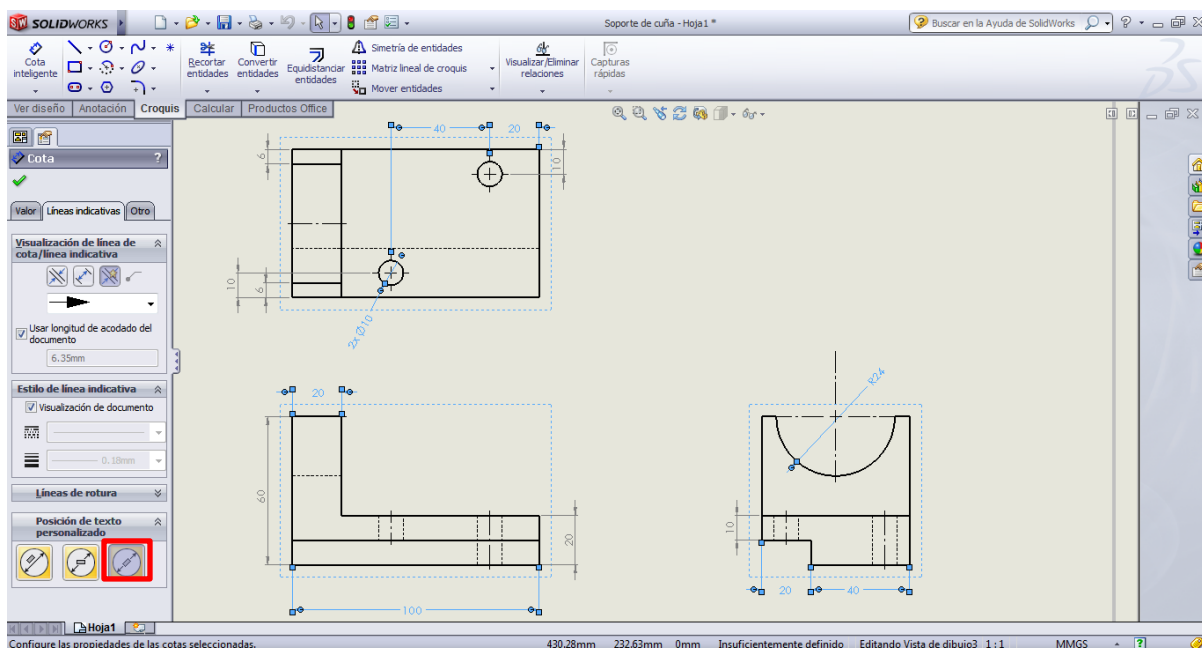 SOLIDWORKS
Soporte de cuña - Hoja1 *
Buscar en la Ayuda de SolidWorks
?
Cota
inteligente
Recortar
entidades
Convertir
entidades
Equidistanciar
entidades
Simetría de entidades
Matriz lineal de croquis
Mover entidades
Visualizar/Eliminar
relaciones
Capturas
rápidas
Ver diseño
Anotación
Croquis
Calcular
Productos Office
Cota
?
Valor
Líneas indicativas
Otro
Visualización de línea de
cota/línea indicativa
Usar longitud de acodado del
documento
6.35mm
Estilo de línea indicativa
Visualización de documento
0.18mm
Líneas de rotura
Posición de texto
personalizado
40
20
6
10
10
6
2x Ø10
20
60
20
100
R24
10
20
40
Hoja1
Configure las propiedades de las cotas seleccionadas.
430.28mm
232.63mm
0mm
Insuficientemente definido
Editando Vista de dibujo3
1 : 1
MMGS
?